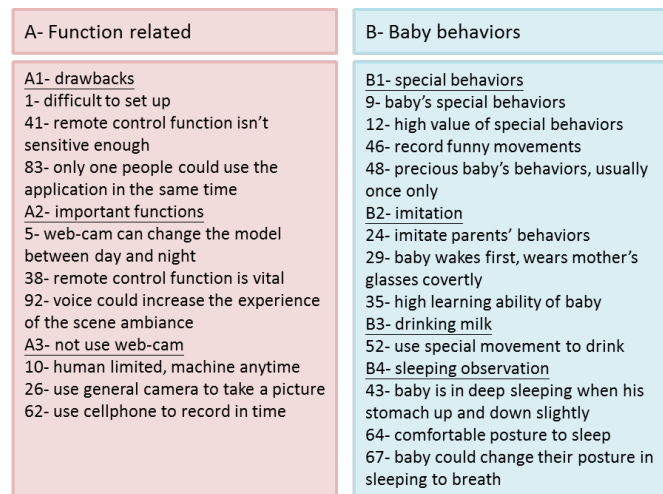 A- Function related
A1- drawbacks
1- difficult to set up
41- remote control function isn't
sensitive enough
83- only one people could use the
application in the same time
A2- important functions
5- web-cam can change the model
between day and night
38- remote control function is vital
92- voice could increase the experience
of the scene ambiance
A3- not use web-cam
10- human limited, machine anytime
26- use general camera to take a picture
62- use cellphone to record in time
B- Baby behaviors
B1- special behaviors
9- baby's special behaviors
12- high value of special behaviors
46- record funny movements
48- precious baby's behaviors, usually
once only
B2- imitation
24- imitate parents' behaviors
29- baby wakes first, wears mother's
glasses covertly
35- high learning ability of baby
B3- drinking milk
52- use special movement to drink
B4- sleeping observation
43- baby is in deep sleeping when his
stomach up and down slightly
64- comfortable posture to sleep
67- baby could change their posture in
sleeping to breath